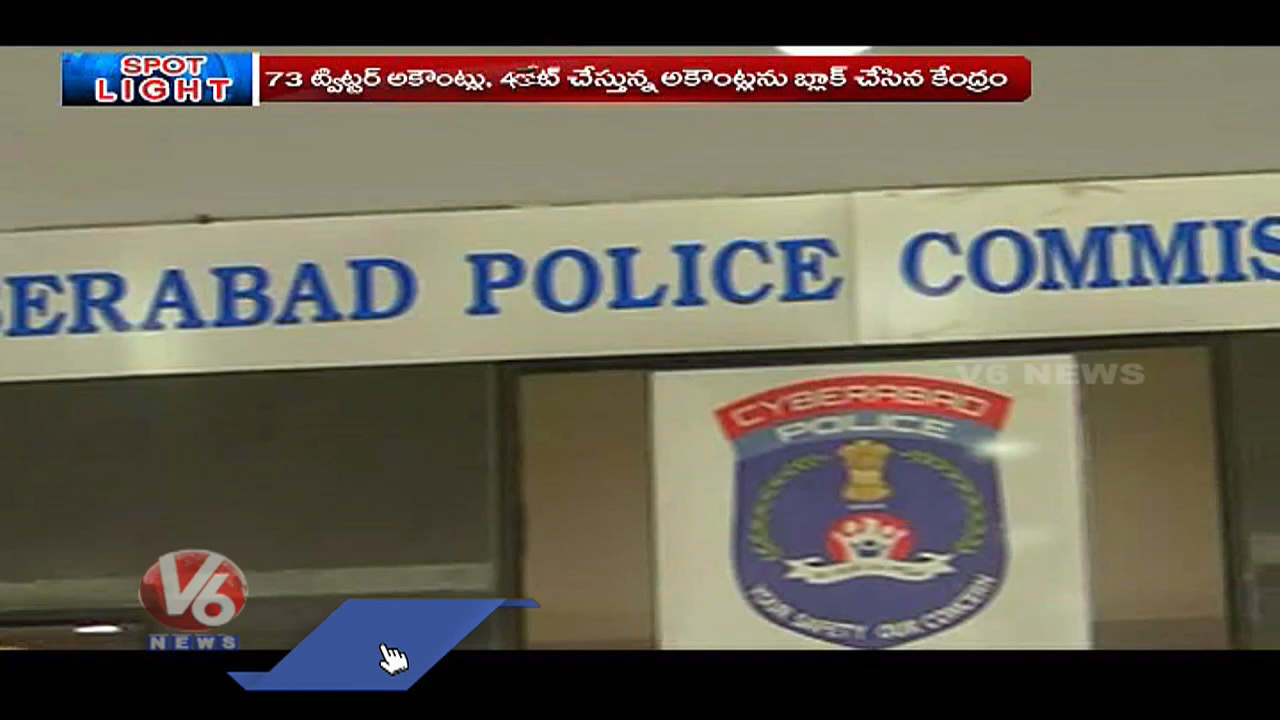 SPOT
LIGHT
73 ట్విట్టర్ అకౌంట్లు, చేస్తున్న అకౌంట్లను బ్లాక్ చేసిన కేంద్రం
ERABAD POLICE COMMIS
V6 NEWS
CYBERABAD
POLICE
YOUR SAFETY OUR CONCERN
V6
NEWS